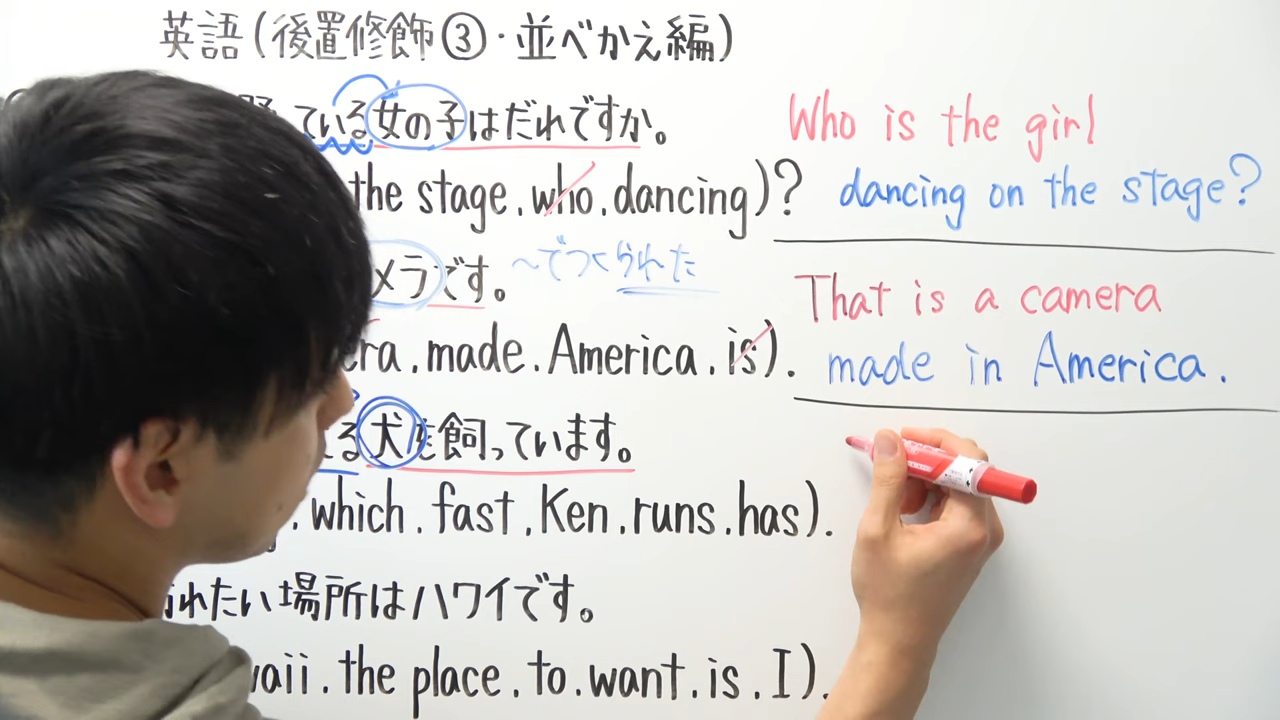 英語(後置修飾③・並べかえ編)
ている女の子はだれですか。
the stage, who, dancing)?
Who is the girl
dancing on the stage?
メラです。
~でつくられた
era, made, America, is).
That is a camera
made in America.
る犬を飼っています。
, which, fast, Ken, runs, has).
れたい場所はハワイです。
waii, the place, to, want, is, I).